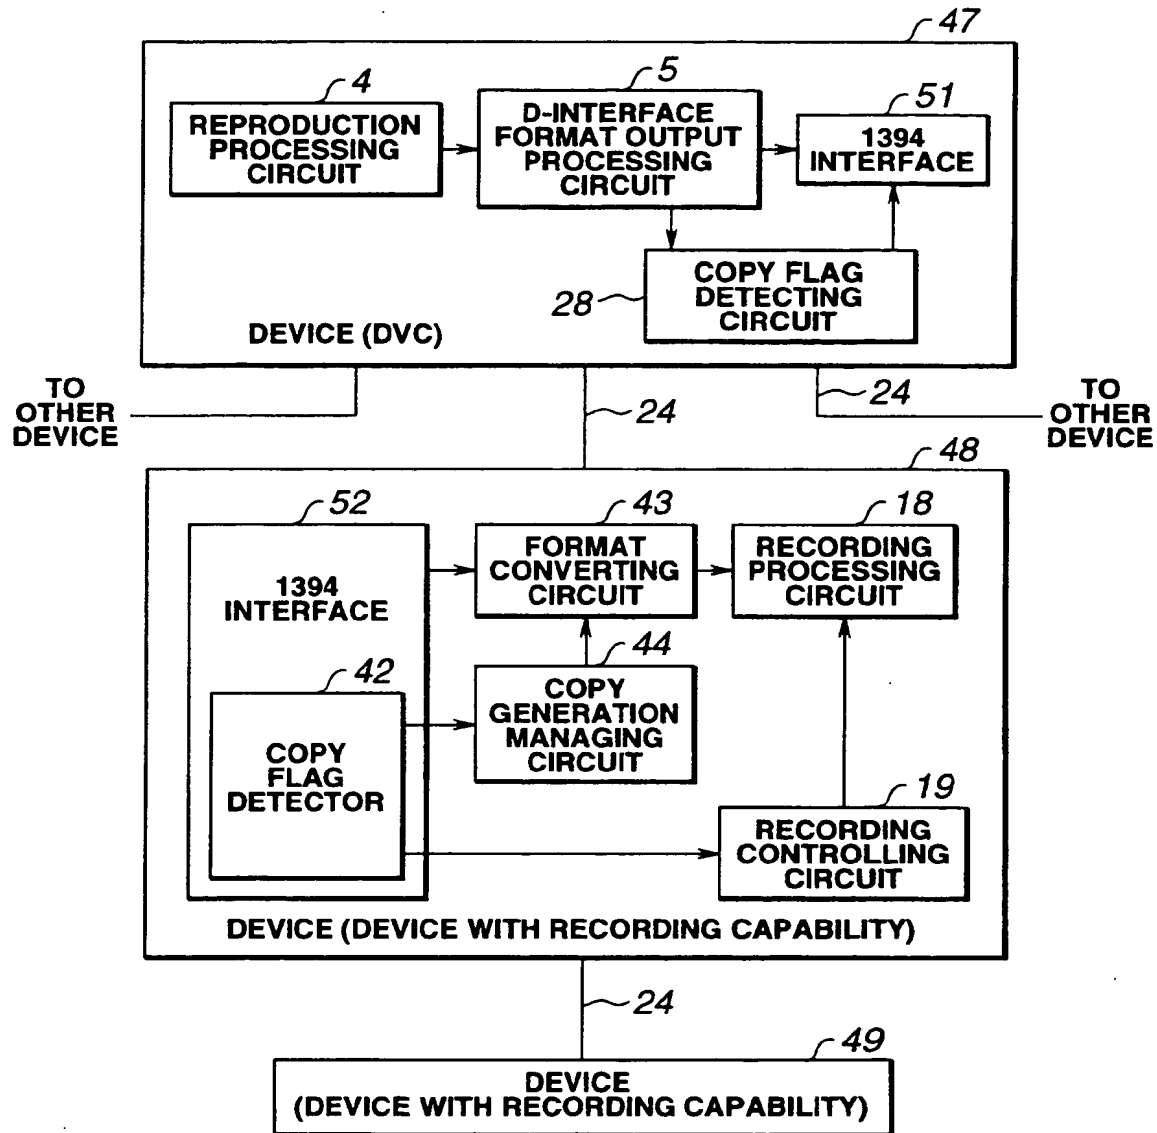 47
4
REPRODUCTION
PROCESSING
CIRCUIT
5
D-INTERFACE
FORMAT OUTPUT
PROCESSING
CIRCUIT
51
1394
INTERFACE
28
COPY FLAG
DETECTING
CIRCUIT
DEVICE (DVC)
TO
OTHER
DEVICE
24
24
TO
OTHER
DEVICE
48
52
1394
INTERFACE
43
FORMAT
CONVERTING
CIRCUIT
18
RECORDING
PROCESSING
CIRCUIT
42
COPY
FLAG
DETECTOR
44
COPY
GENERATION
MANAGING
CIRCUIT
19
RECORDING
CONTROLLING
CIRCUIT
DEVICE (DEVICE WITH RECORDING CAPABILITY)
24
49
DEVICE
(DEVICE WITH RECORDING CAPABILITY)